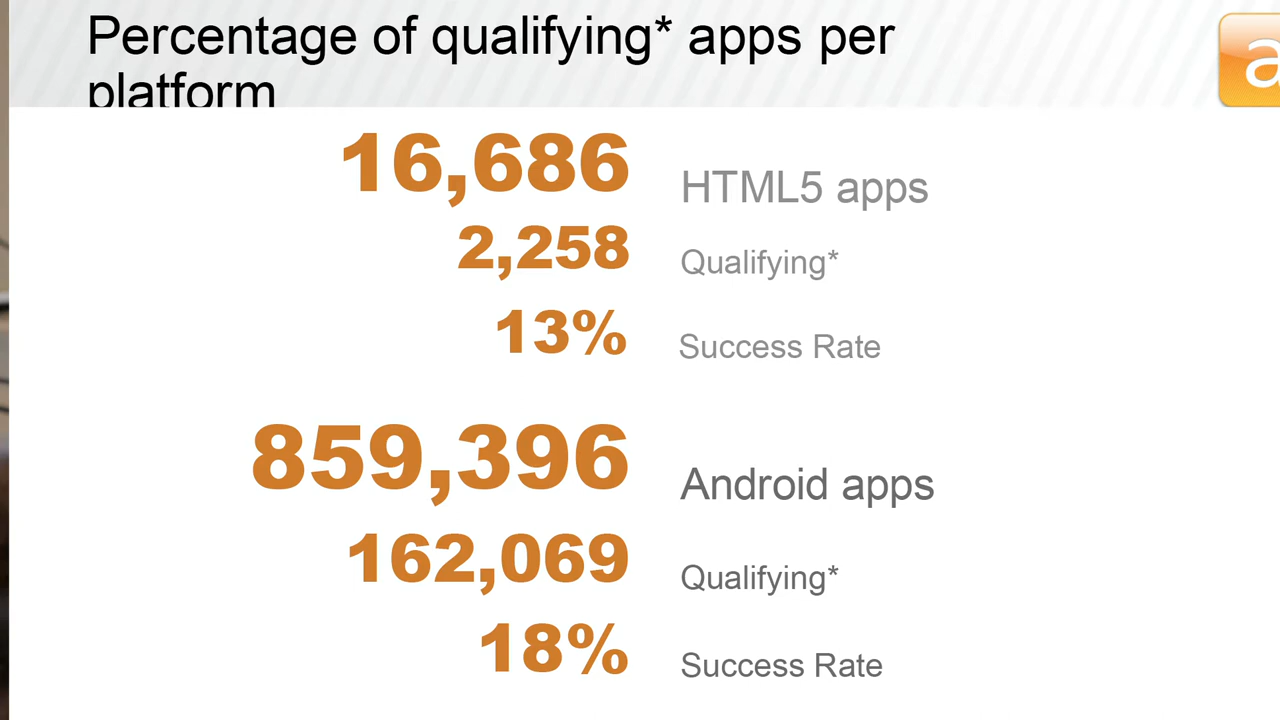 Percentage of qualifying* apps per
platform
a
16,686 HTML5 apps
2,258 Qualifying*
13% Success Rate
859,396 Android apps
162,069 Qualifying*
18% Success Rate